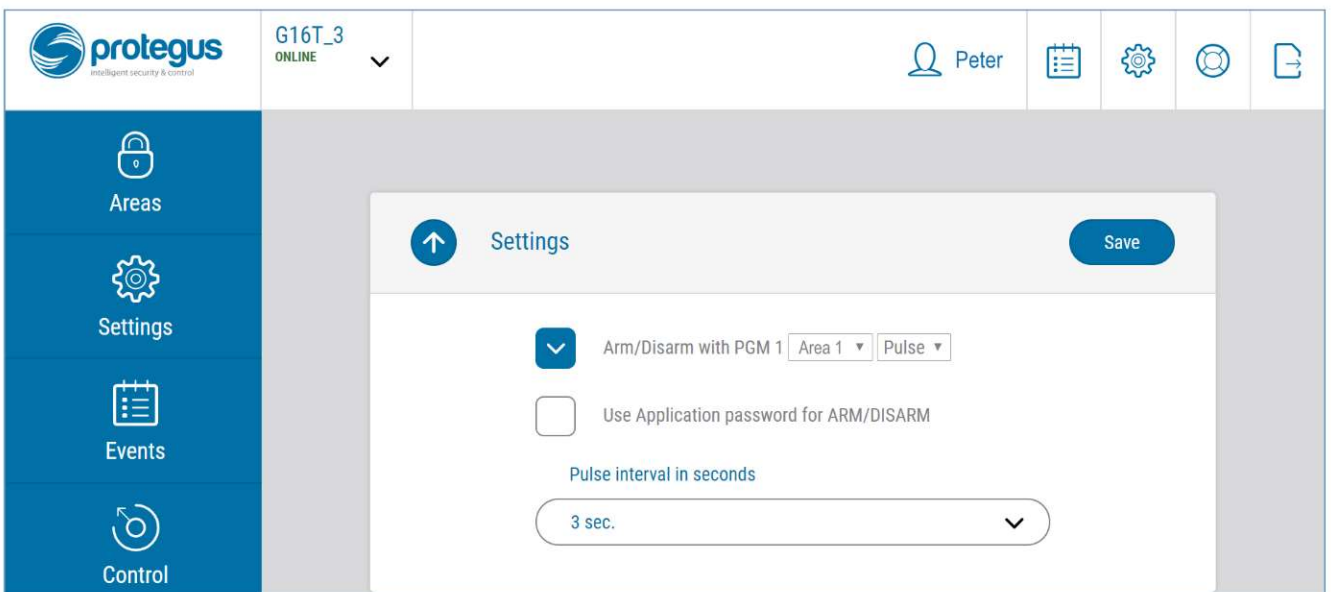 protegus
intelligent security & control
G16T_3
ONLINE
Peter
Areas
Settings
Events
Control
Settings
Save
Arm/Disarm with PGM 1 Area 1 Pulse
Use Application password for ARM/DISARM
Pulse interval in seconds
3 sec.